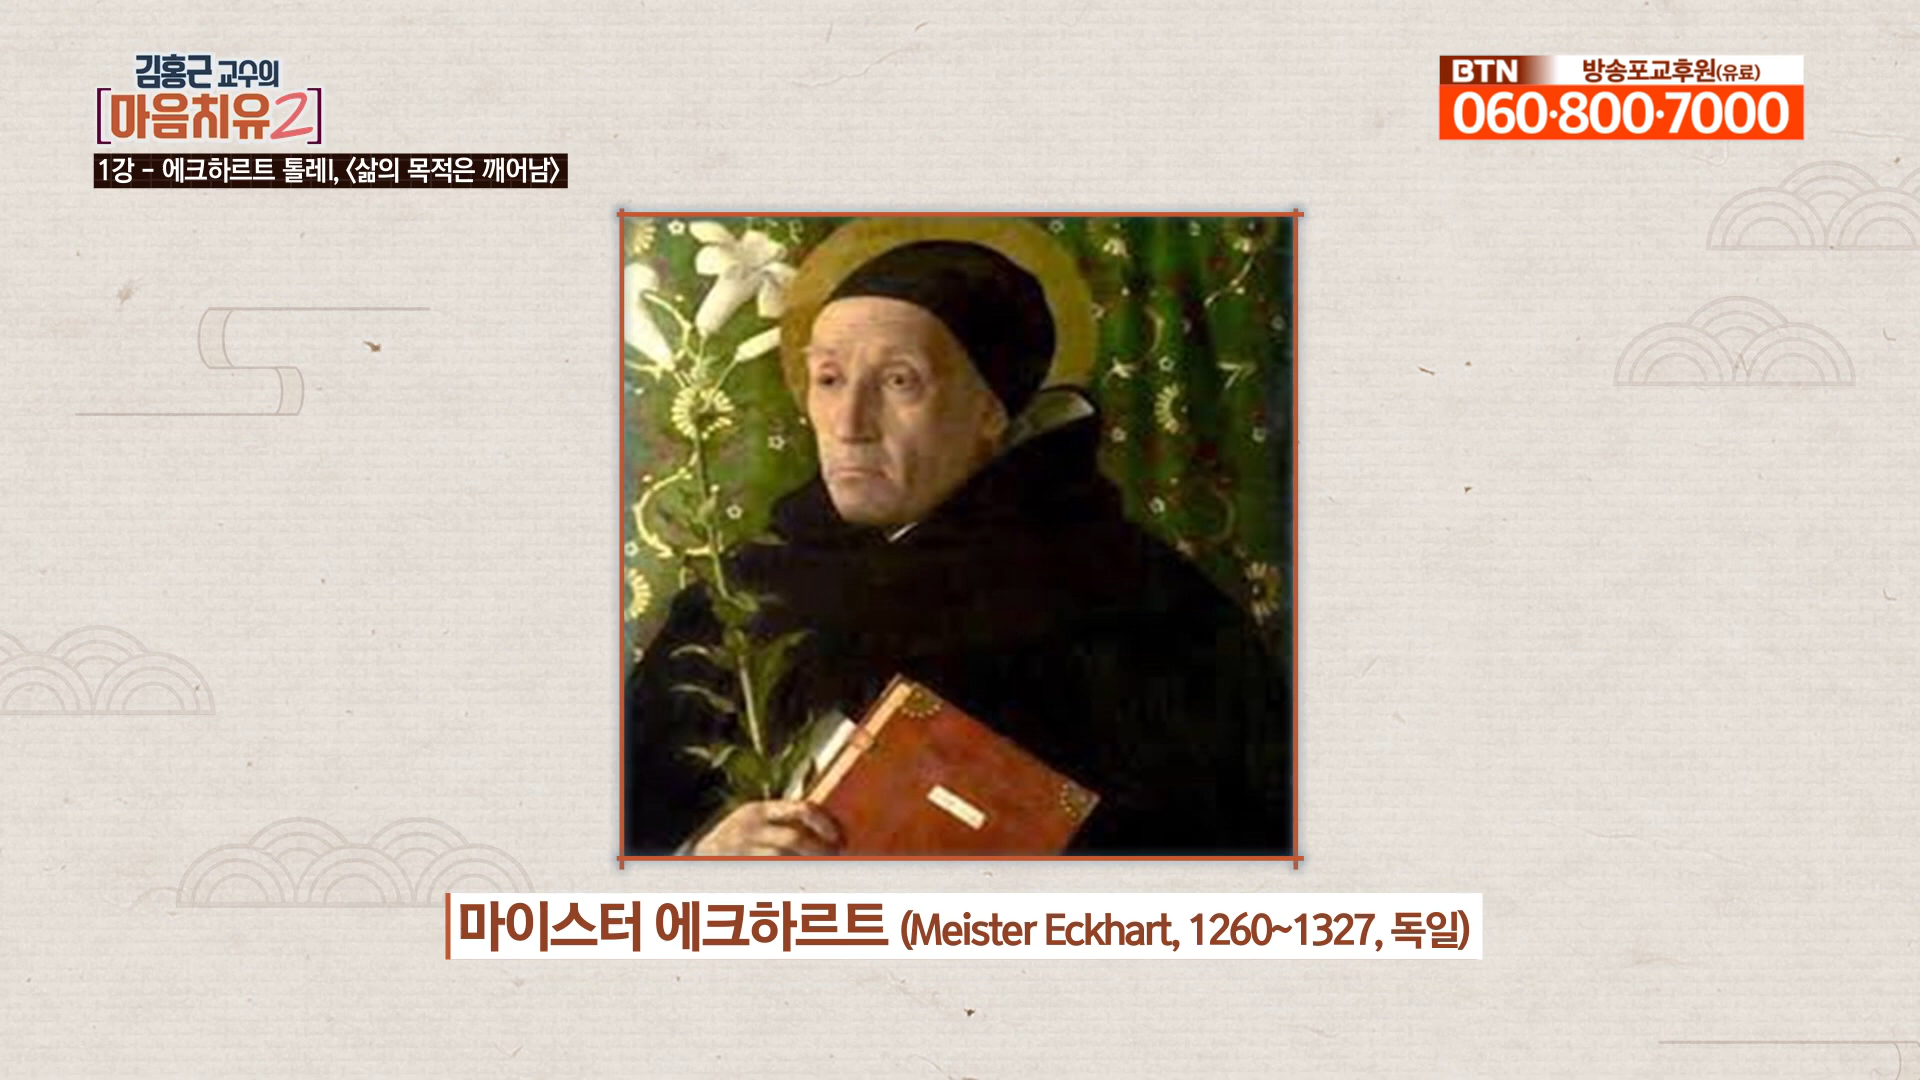 김홍근 교수의
[마음치유2]
1강 - 에크하르트 톨레I, <삶의 목적은 깨어남>
BTN 방송포교후원(유료)
060·800·7000
마이스터 에크하르트 (Meister Eckhart, 1260~1327, 독일)